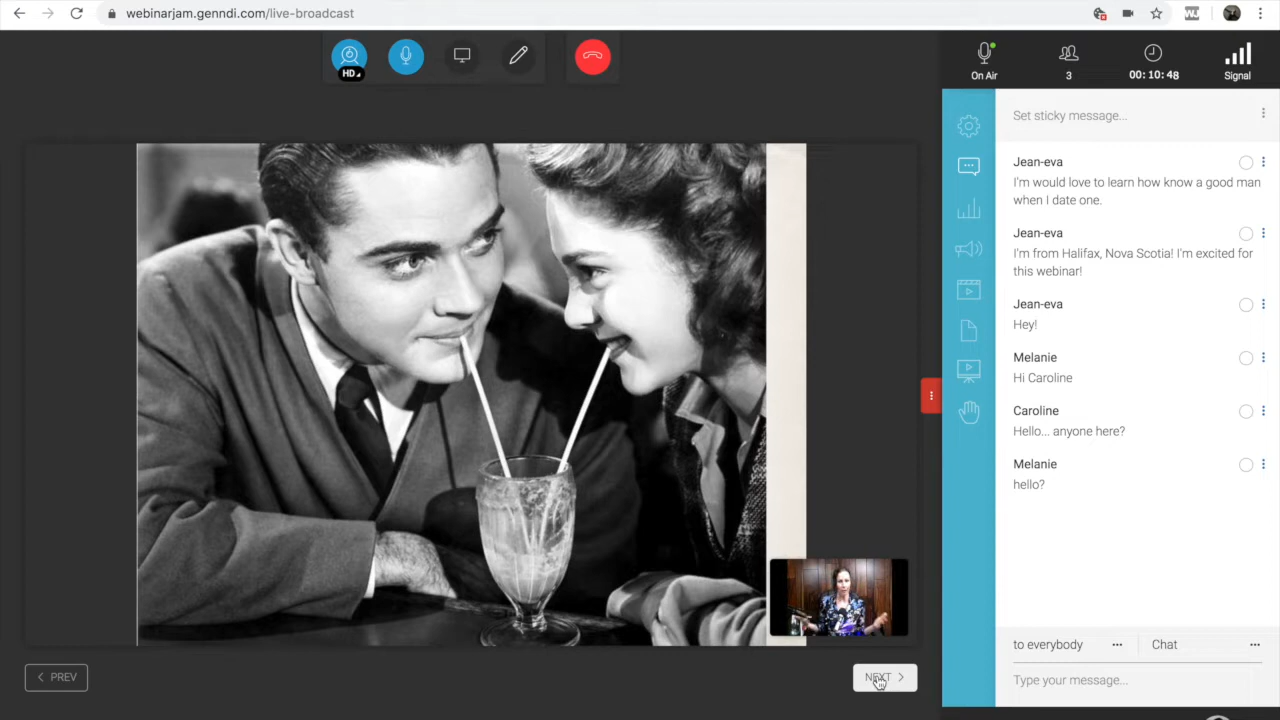 webinarjam.genndi.com/live-broadcast
WJ
HD
On Air
3
00:10:48
Signal
Set sticky message...
Jean-eva
I'm would love to learn how know a good man
when I date one.
Jean-eva
I'm from Halifax, Nova Scotia! I'm excited for
this webinar!
Jean-eva
Hey!
Melanie
Hi Caroline
Caroline
Hello... anyone here?
Melanie
hello?
to everybody
Chat
PREV
NEXT
Type your message...